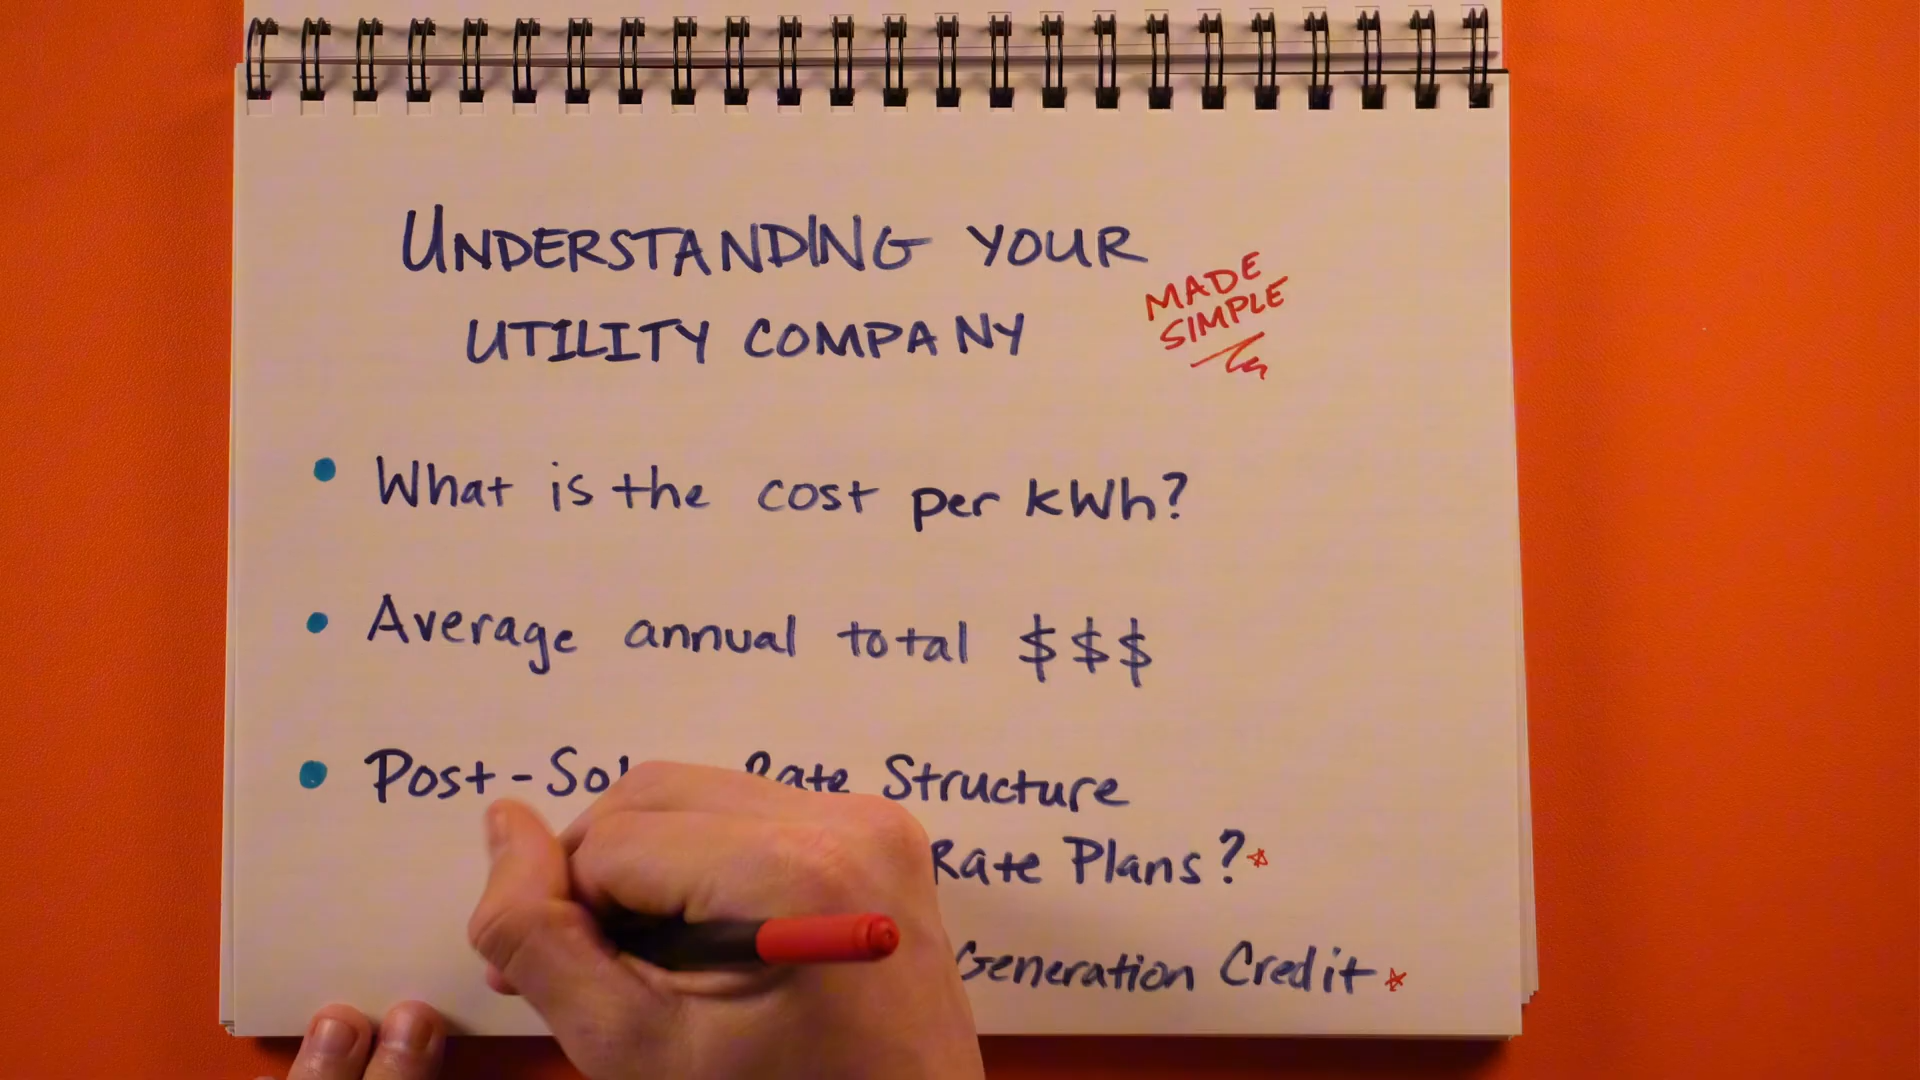 UNDERSTANDING YOUR
UTILITY COMPANY
MADE
SIMPLE
• What is the cost per kWh?
• Average annual total $$$
• Post - Rate Structure
Rate Plans?
Generation Credit